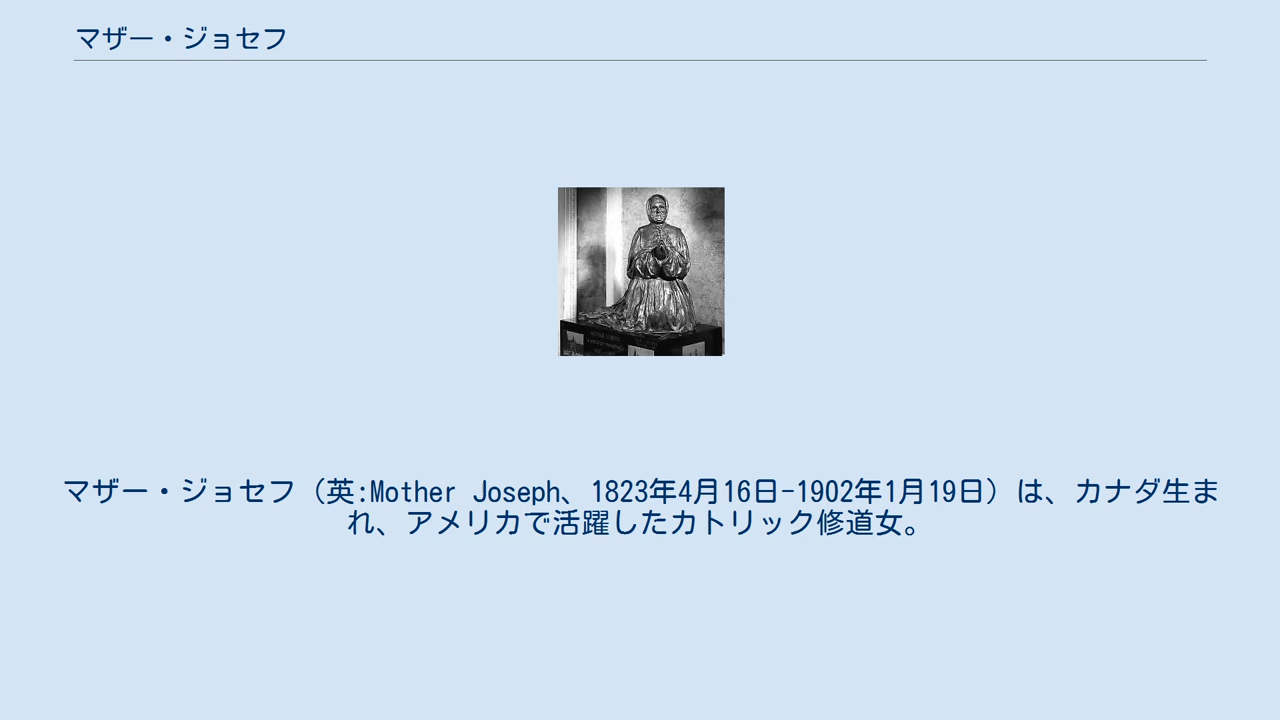 マザー・ジョセフ
マザー・ジョセフ（英:Mother Joseph、1823年4月16日-1902年1月19日）は、カナダ生ま
れ、アメリカで活躍したカトリック修道女。